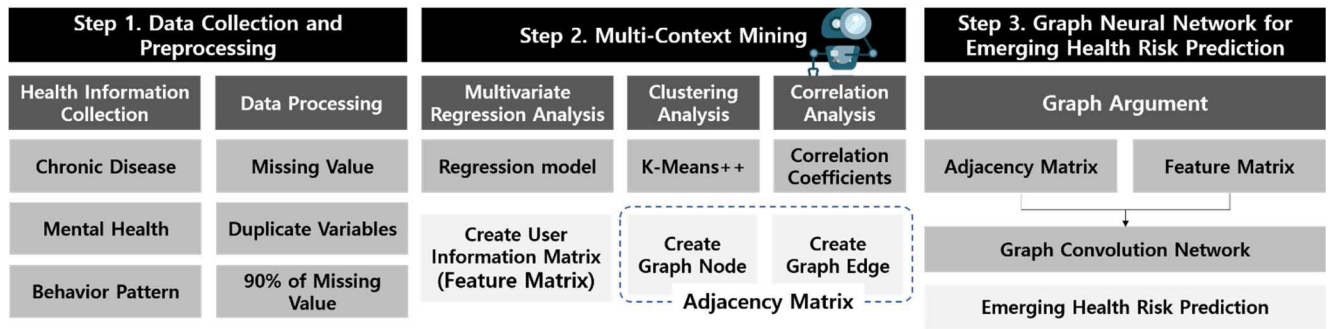 Step 1. Data Collection and
Preprocessing
Health Information
Collection
Data Processing
Chronic Disease
Missing Value
Mental Health
Duplicate Variables
Behavior Pattern
90% of Missing
Value
Step 2. Multi-Context Mining
Multivariate
Regression Analysis
Clustering
Analysis
Correlation
Analysis
Regression model
K-Means++
Correlation
Coefficients
Create User
Information Matrix
(Feature Matrix)
Create
Graph Node
Create
Graph Edge
Adjacency Matrix
Step 3. Graph Neural Network for
Emerging Health Risk Prediction
Graph Argument
Adjacency Matrix
Feature Matrix
Graph Convolution Network
Emerging Health Risk Prediction